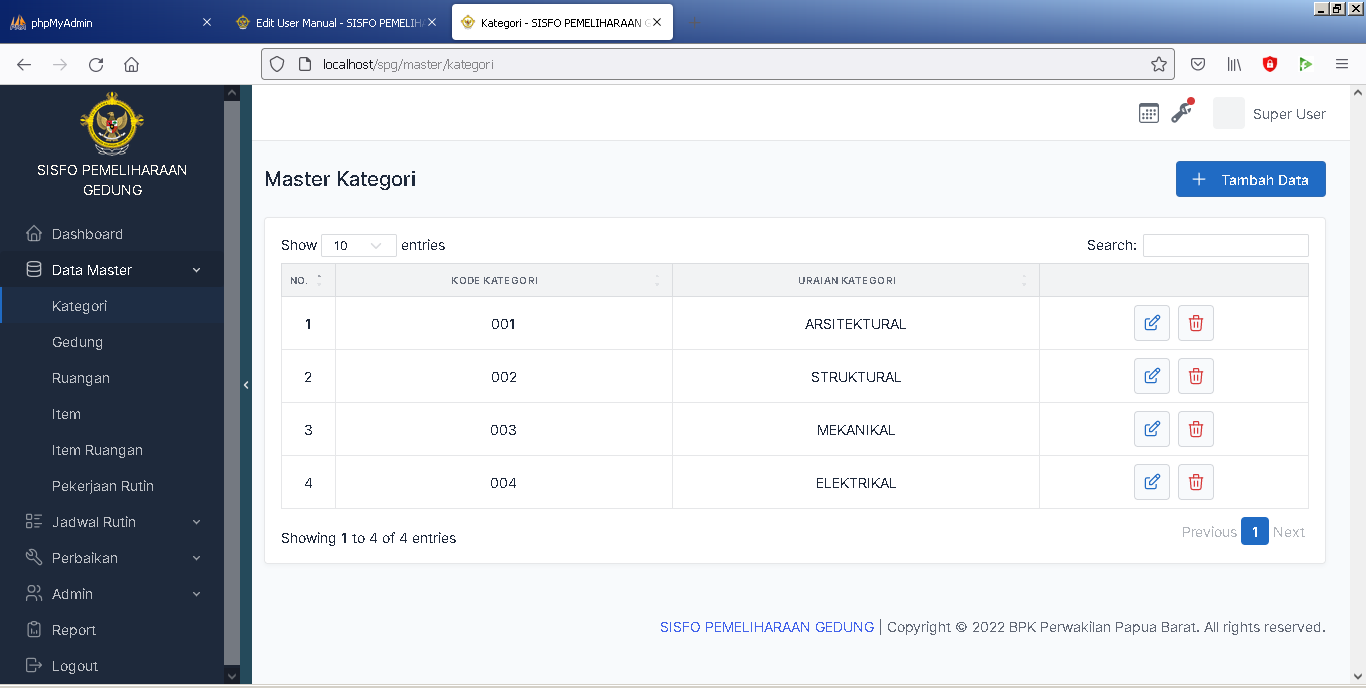 phpMyAdmin
Edit User Manual - SISFO PEMELIH
Kategori - SISFO PEMELIHARAAN G
localhost/spg/master/kategori
SISFO PEMELIHARAAN
GEDUNG
Dashboard
Data Master
Kategori
Gedung
Ruangan
Item
Item Ruangan
Pekerjaan Rutin
Jadwal Rutin
Perbaikan
Admin
Report
Logout
Super User
Master Kategori
Tambah Data
Show 10 entries
Search:
NO. KODE KATEGORI URAIAN KATEGORI
1 001 ARSITEKTURAL
2 002 STRUKTURAL
3 003 MEKANIKAL
4 004 ELEKTRIKAL
Showing 1 to 4 of 4 entries
Previous 1 Next
SISFO PEMELIHARAAN GEDUNG | Copyright © 2022 BPK Perwakilan Papua Barat. All rights reserved.